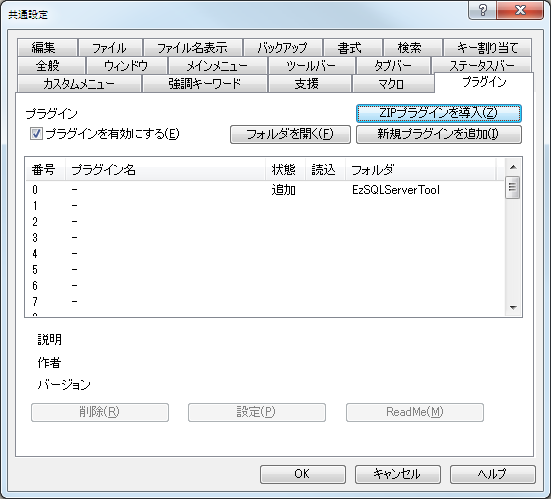 共通設定
編集 ファイル ファイル名表示 バックアップ 書式 検索 キー割り当て
全般 ウィンドウ メインメニュー ツールバー タブバー ステータスバー
カスタムメニュー 強調キーワード 支援 マクロ プラグイン
プラグイン ZIPプラグインを導入(Z)
プラグインを有効にする(E) フォルダを開く(F) 新規プラグインを追加(I)
番号 プラグイン名 状態 読込 フォルダ
0 - 追加 EzSQLServerTool
1 -
2 -
3 -
4 -
5 -
6 -
7 -
説明
作者
バージョン
削除(R) 設定(P) ReadMe(M)
OK キャンセル ヘルプ